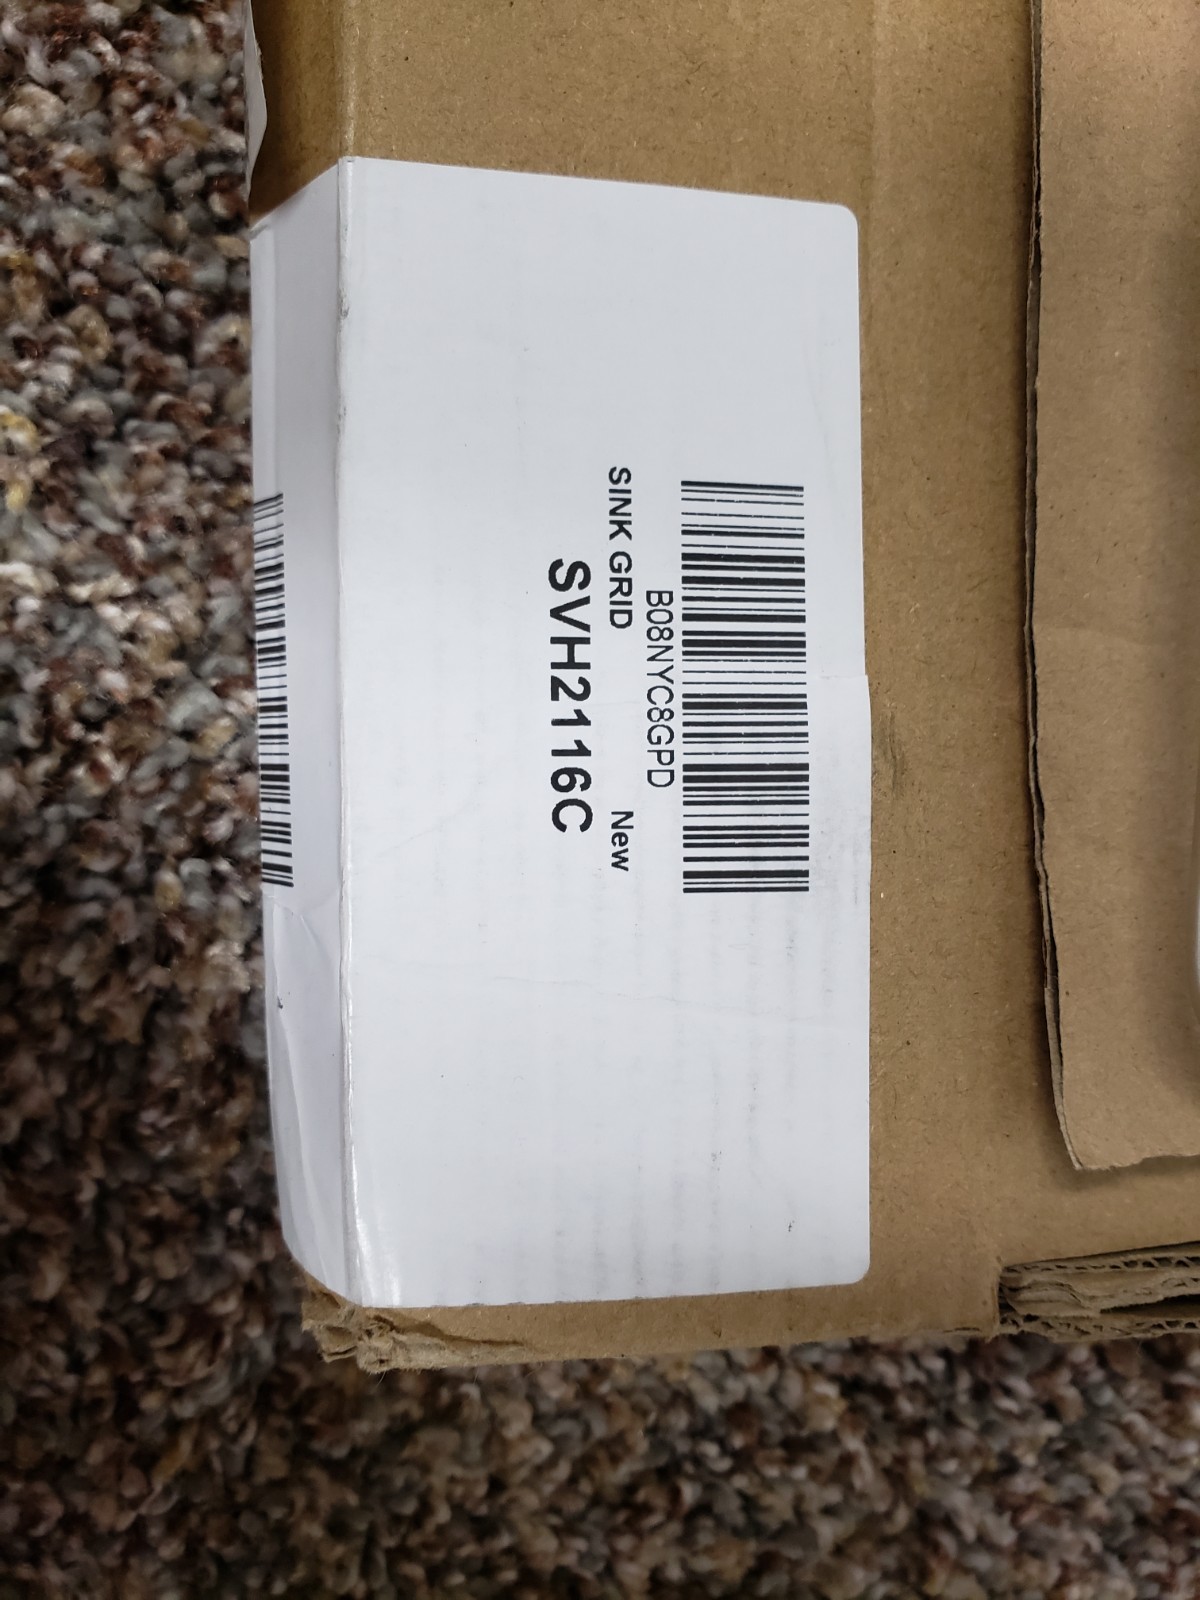 B08NYC8GPD
SINK GRID New
SVH2116C